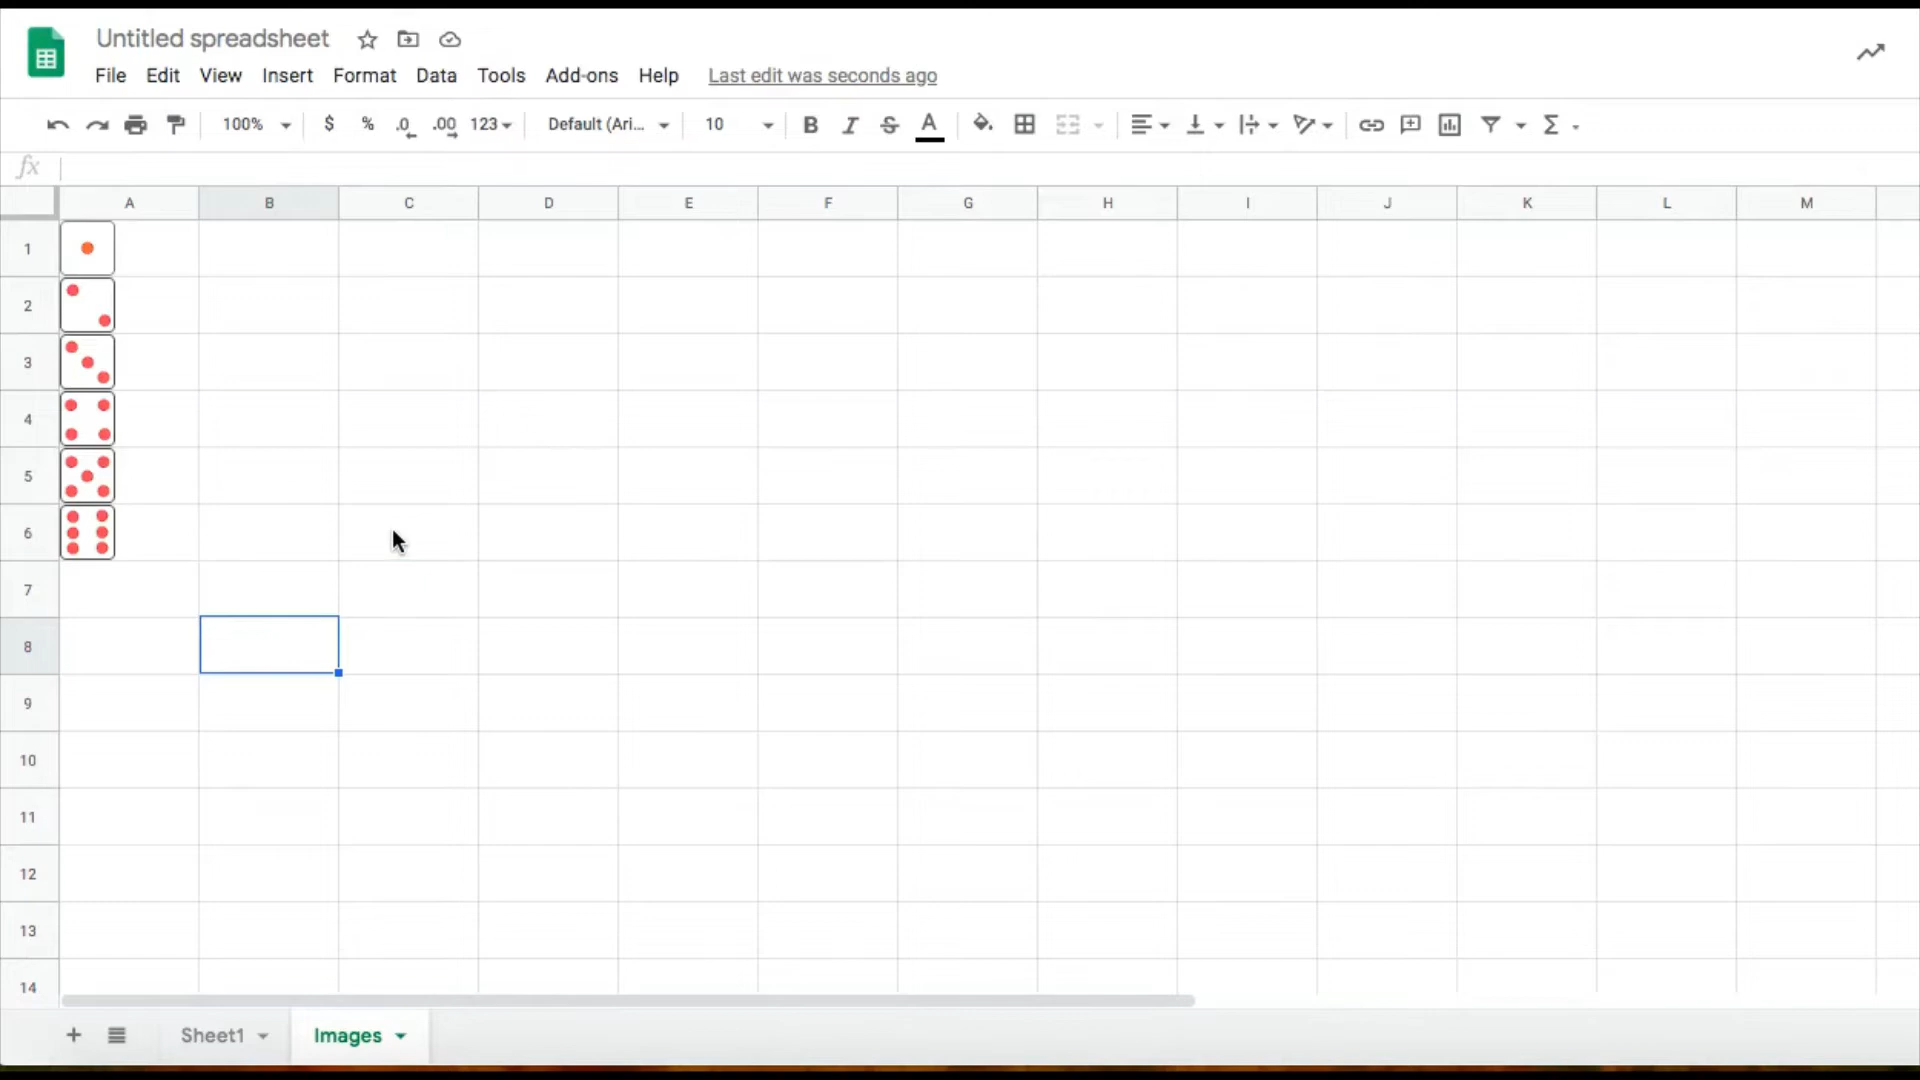 Untitled spreadsheet
File Edit View Insert Format Data Tools Add-ons Help Last edit was seconds ago
100% $ % .0 .00 123 Default (Ari... 10 B I S A Σ
fx
A B C D E F G H I J K L M
1
2
3
4
5
6
7
8
9
10
11
12
13
14
+ Sheet1 Images